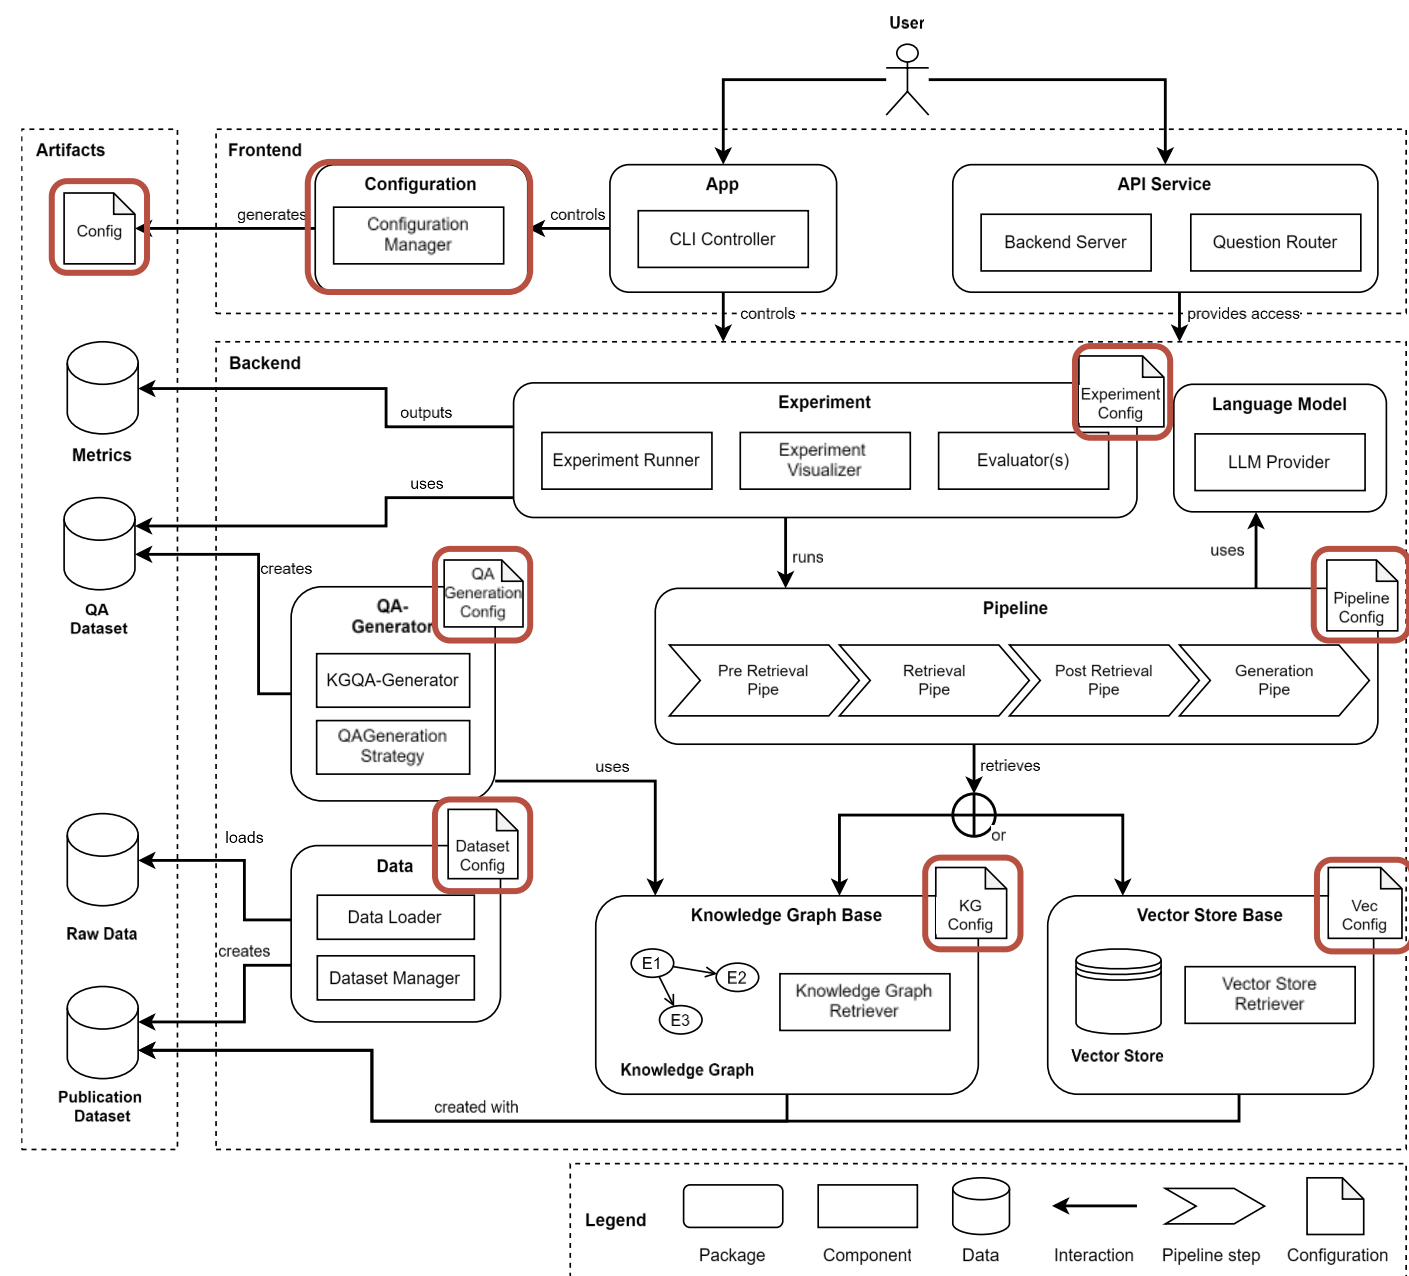 User
Artifacts
Frontend
Configuration
Configuration
Manager
App
CLI Controller
API Service
Backend Server
Question Router
Config
generates
controls
controls
provides access
Backend
Metrics
outputs
Experiment
Experiment Runner
Experiment
Visualizer
Evaluator(s)
Experiment
Config
Language Model
LLM Provider
uses
QA
Dataset
creates
runs
uses
QA-
Generator
QA
Generation
Config
KGQA-Generator
QAGeneration
Strategy
Pipeline
Pipeline
Config
Pre Retrieval
Pipe
Retrieval
Pipe
Post Retrieval
Pipe
Generation
Pipe
uses
retrieves
or
Raw Data
loads
Data
Dataset
Config
Data Loader
Dataset Manager
creates
Knowledge Graph Base
KG
Config
E1
E2
E3
Knowledge Graph
Retriever
Knowledge Graph
Vector Store Base
Vec
Config
Vector Store
Retriever
Vector Store
Publication
Dataset
created with
Legend
Package
Component
Data
Interaction
Pipeline step
Configuration